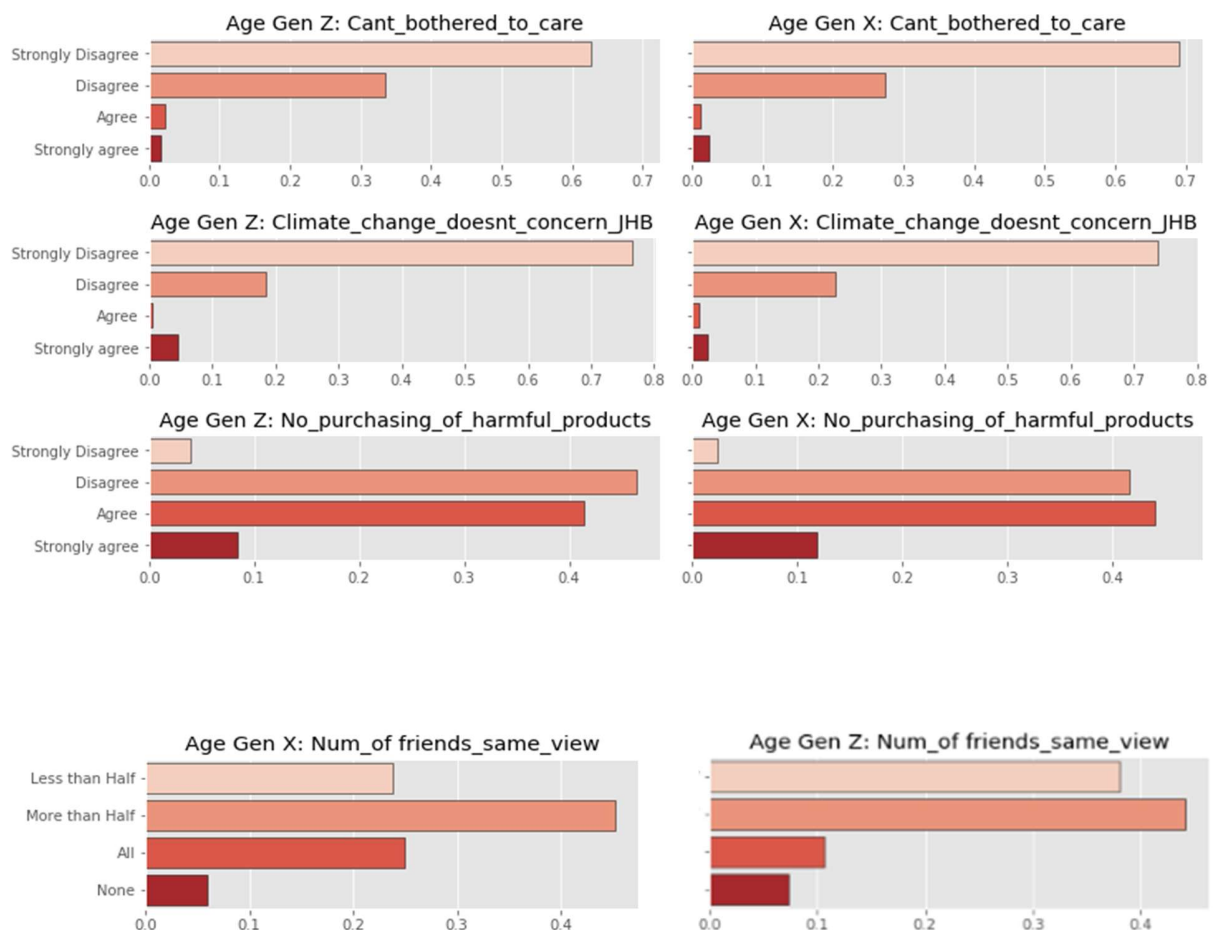 Age Gen Z: Cant_bothered_to_care
Strongly Disagree
Disagree
Agree
Strongly agree
0.0 0.1 0.2 0.3 0.4 0.5 0.6 0.7
Age Gen X: Cant_bothered_to_care
0.0 0.1 0.2 0.3 0.4 0.5 0.6 0.7
Age Gen Z: Climate_change_doesnt_concern_JHB
Strongly Disagree
Disagree
Agree
Strongly agree
0.0 0.1 0.2 0.3 0.4 0.5 0.6 0.7 0.8
Age Gen X: Climate_change_doesnt_concern_JHB
0.0 0.1 0.2 0.3 0.4 0.5 0.6 0.7 0.8
Age Gen Z: No_purchasing_of_harmful_products
Strongly Disagree
Disagree
Agree
Strongly agree
0.0 0.1 0.2 0.3 0.4
Age Gen X: No_purchasing_of_harmful_products
0.0 0.1 0.2 0.3 0.4
Age Gen X: Num_of friends_same_view
Less than Half
More than Half
All
None
0.0 0.1 0.2 0.3 0.4
Age Gen Z: Num_of friends_same_view
0.0 0.1 0.2 0.3 0.4